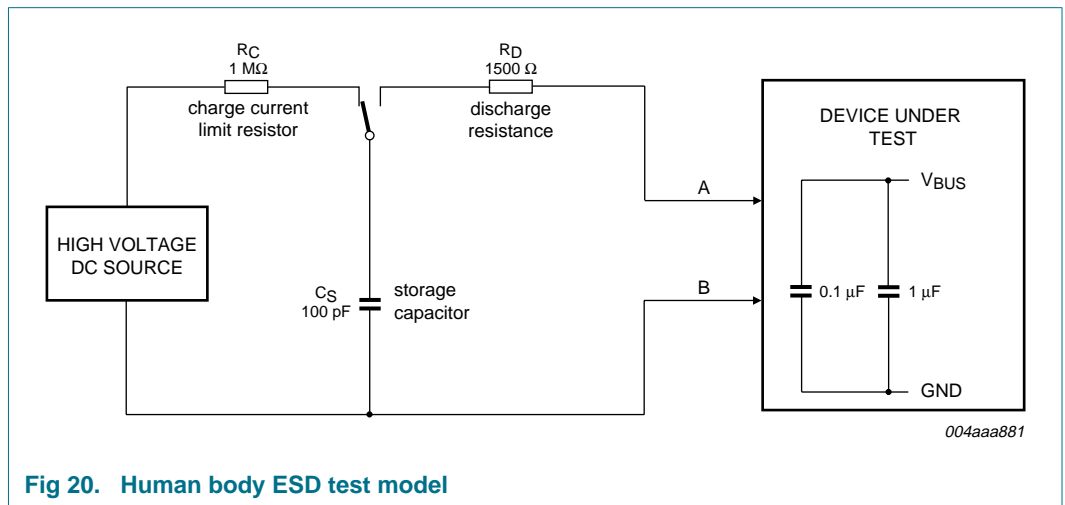 RC
1 MΩ
charge current
limit resistor
RD
1500 Ω
discharge
resistance
HIGH VOLTAGE
DC SOURCE
CS
100 pF
storage
capacitor
A
B
DEVICE UNDER
TEST
VBUS
0.1 μF
1 μF
GND
004aaa881
Fig 20. Human body ESD test model